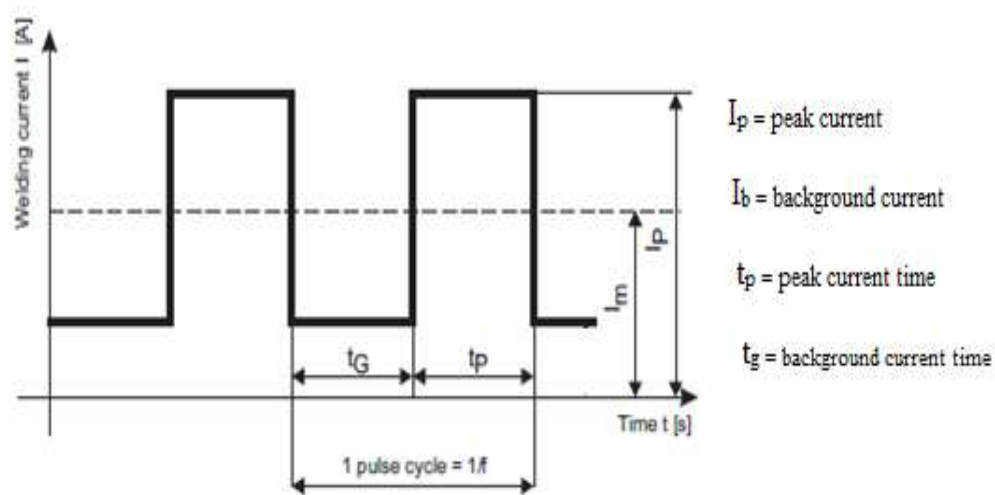 Welding current I [A]
Ip = peak current
Ib = background current
tp = peak current time
tg = background current time
Im
IP
tG
tP
Time t [s]
1 pulse cycle = 1/f